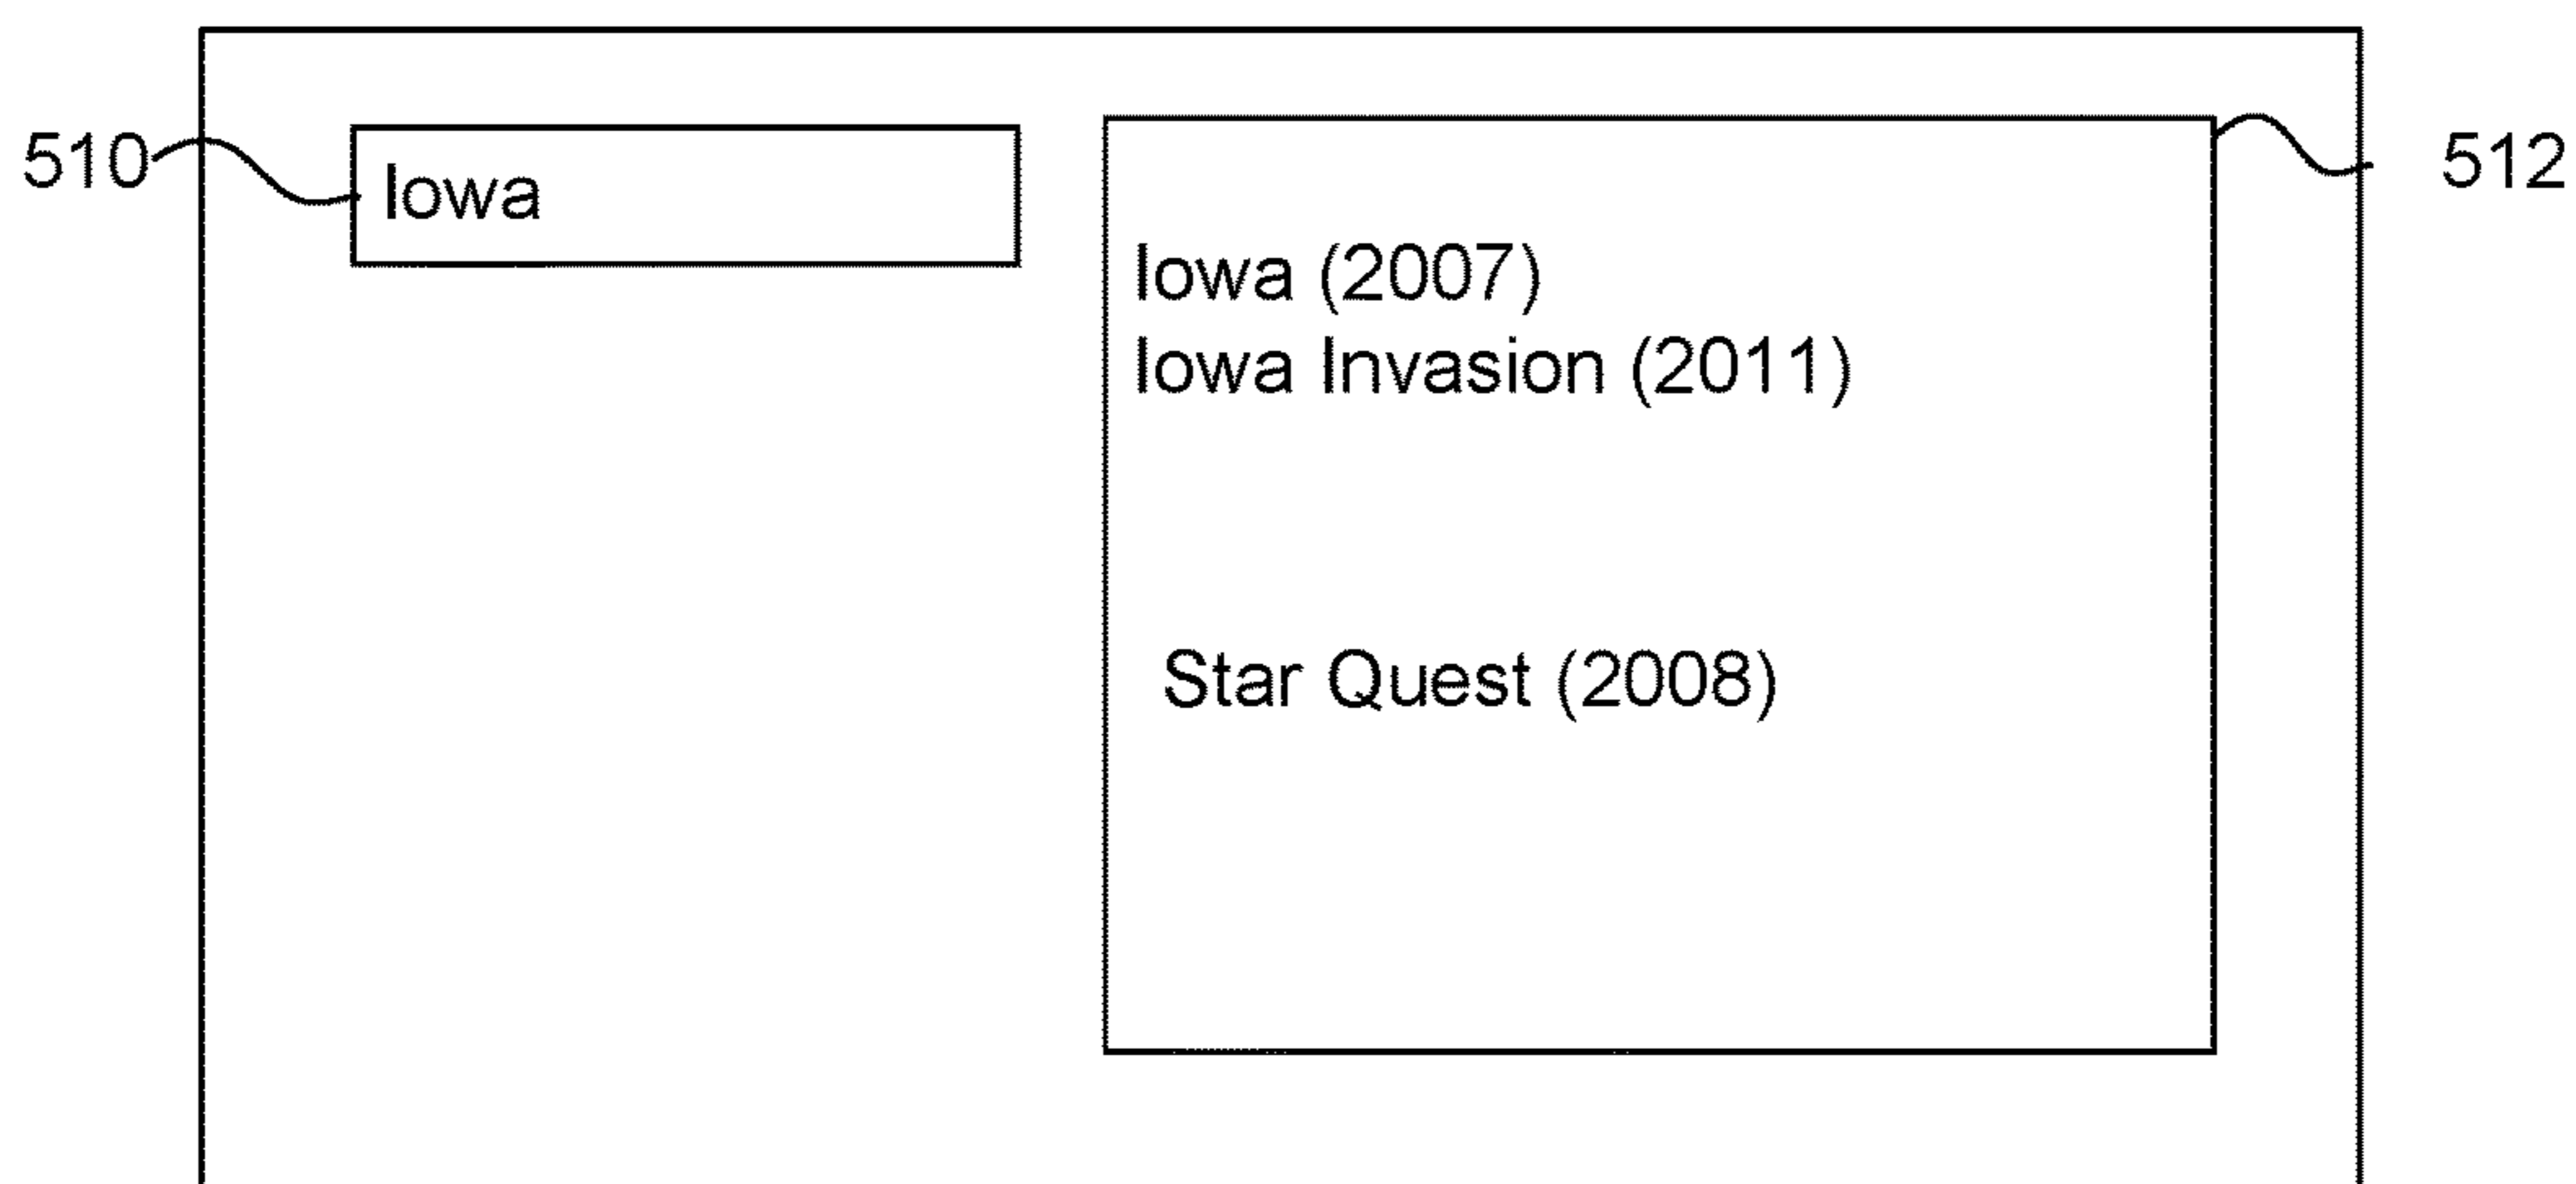 510
Iowa
512
Iowa (2007)
Iowa Invasion (2011)
Star Quest (2008)